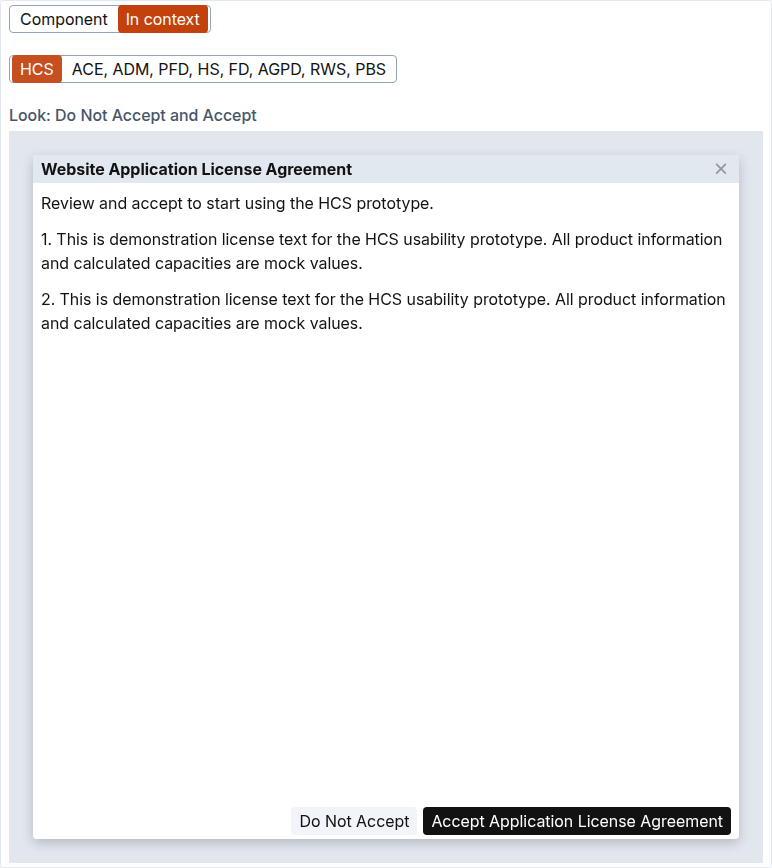 Component In context
HCS ACE, ADM, PFD, HS, FD, AGPD, RWS, PBS
Look: Do Not Accept and Accept
Website Application License Agreement
Review and accept to start using the HCS prototype.
1. This is demonstration license text for the HCS usability prototype. All product information
and calculated capacities are mock values.
2. This is demonstration license text for the HCS usability prototype. All product information
and calculated capacities are mock values.
Do Not Accept Accept Application License Agreement